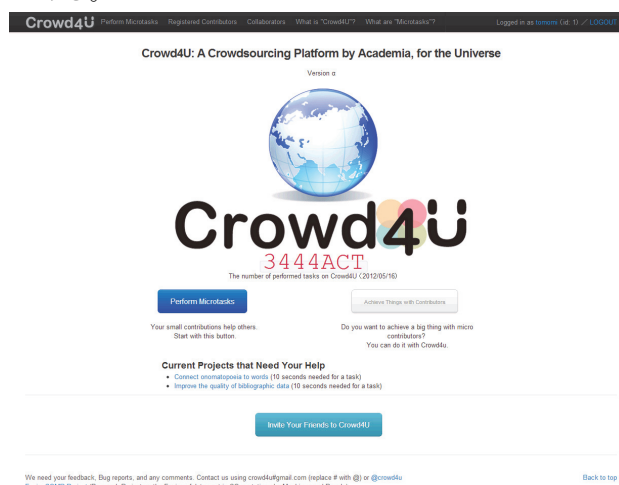 Crowd4U Perform Microtasks Registered Contributors Collaborators What is "Crowd4U"? What are "Microtasks"? Logged in as (id: 1) / LOGOUT
Crowd4U: A Crowdsourcing Platform by Academia, for the Universe
Version α
Crowd4U
3444ACT
The number of performed tasks on Crowd4U (2012/05/16)
Perform Microtasks
Your small contributions help others.
Start with this button.
Achieve Things with Contributors
Do you want to achieve a big thing with micro
contributors?
You can do it with Crowd4u.
Current Projects that Need Your Help
• Connect onomatopoeia to words (10 seconds needed for a task)
• Improve the quality of bibliographic data (10 seconds needed for a task)
Invite Your Friends to Crowd4U
We need your feedback, Bug reports, and any comments. Contact us using crowd4u#gmail.com (replace # with @) or @crowd4u
Back to top